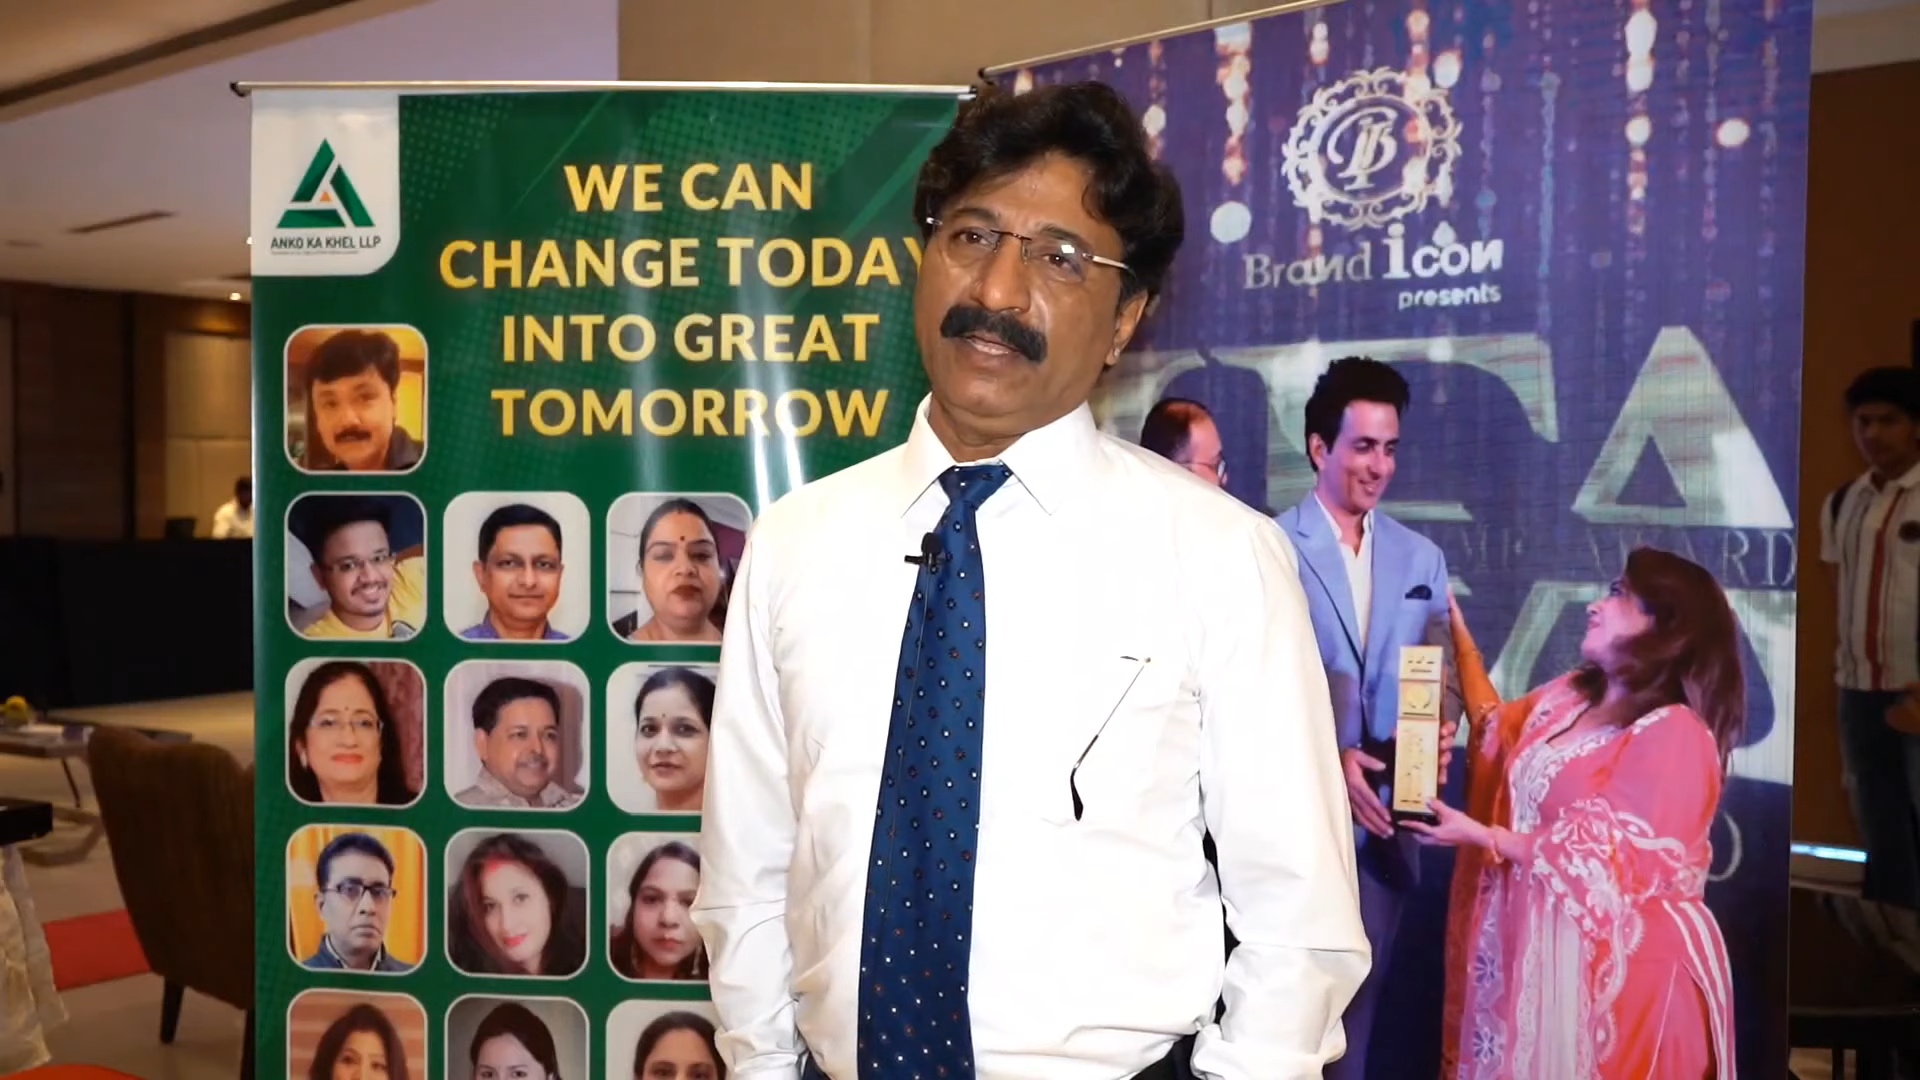 ANKO KA KHEL LLP
WE CAN
CHANGE TODAY
INTO GREAT
TOMORROW
Brand icon
presents